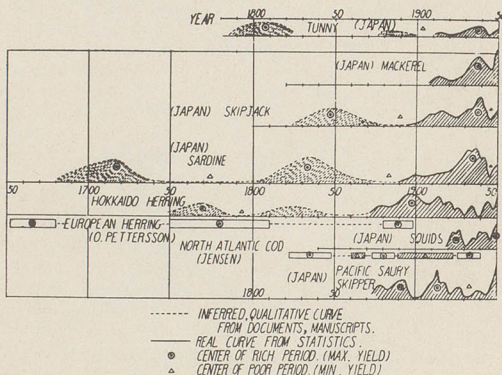 YEAR 1800 50 1900 5
TUNNY (JAPAN)
(JAPAN) MACKEREL
(JAPAN) SKIPJACK
(JAPAN)
SARDINE
50 1700 50 1800 50 1900 50
HOKKAIDO HERRING
EUROPEAN HERRING
(O. PETTERSSON)
NORTH ATLANTIC COD
(JENSEN)
(JAPAN) SQUIDS
(JAPAN) PACIFIC SAURY
SKIPPER
1800 50
INFERRED, QUALITATIVE CURVE
FROM DOCUMENTS, MANUSCRIPTS.
REAL CURVE FROM STATISTICS.
CENTER OF RICH PERIOD. (MAX. YIELD)
CENTER OF POOR PERIOD. (MIN. YIELD)